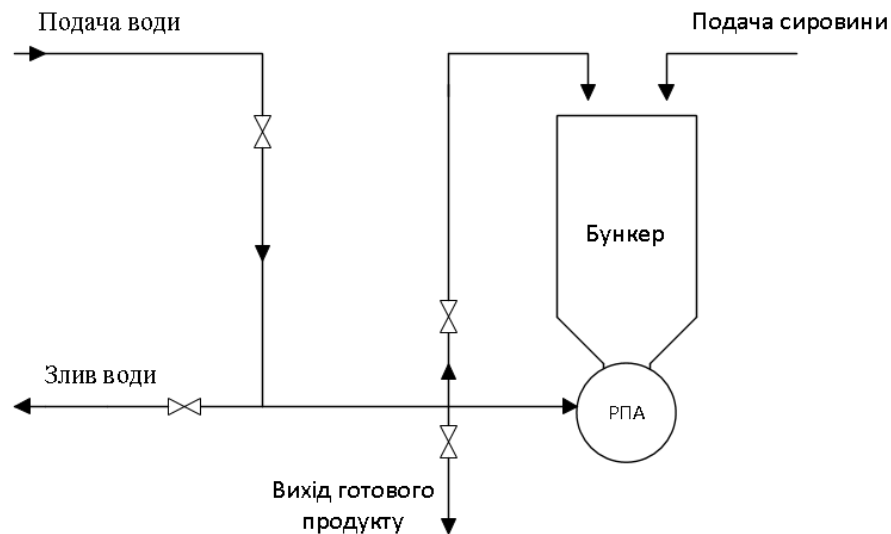 Подача води
Подача сировини
Бункер
Злив води
РПА
Вихід готового
продукту